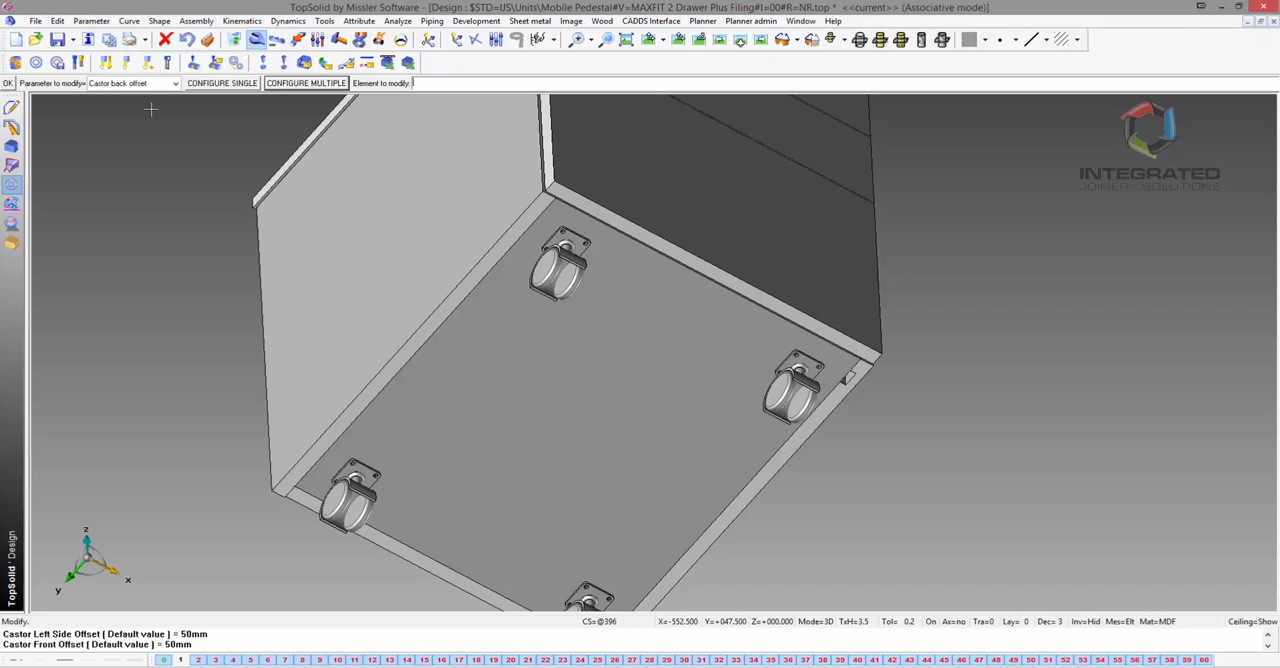 TopSolid by Missler Software - [Design : $STD=US\Units\Mobile Pedestal#V=MAXFIT 2 Drawer Plus Filing#I=00#R=NR.top * <<current>> (Associative mode)]
File Edit Parameter Curve Shape Assembly Kinematics Dynamics Tools Attribute Analyze Piping Development Sheet metal Image Wood CADDS Interface Planner Planner admin Window Help
OK Parameter to modify= Castor back offset CONFIGURE SINGLE CONFIGURE MULTIPLE Element to modify:
INTEGRATED
JOINERY SOLUTIONS
TopSolid 'Design
z
x
y
Modify. CS=@396 X=-552.500 Y=+047.500 Z=+000.000 Mode=3D TxH=3.5 Tol= 0.2 On Ax=no Tra=0 Lay= 0 Dec= 3 Inv=Hid Mes=Elt Mat=MDF Ceiling=Show
Castor Left Side Offset [ Default value ] = 50mm
Castor Front Offset [ Default value ] = 50mm
0 1 2 3 4 5 6 7 8 9 10 11 12 13 14 15 16 17 18 19 20 21 22 23 24 25 26 27 28 29 30 31 32 33 34 35 36 37 38 39 40 41 42 43 44 45 46 47 48 49 50 51 52 53 54 55 56 57 58 59 60